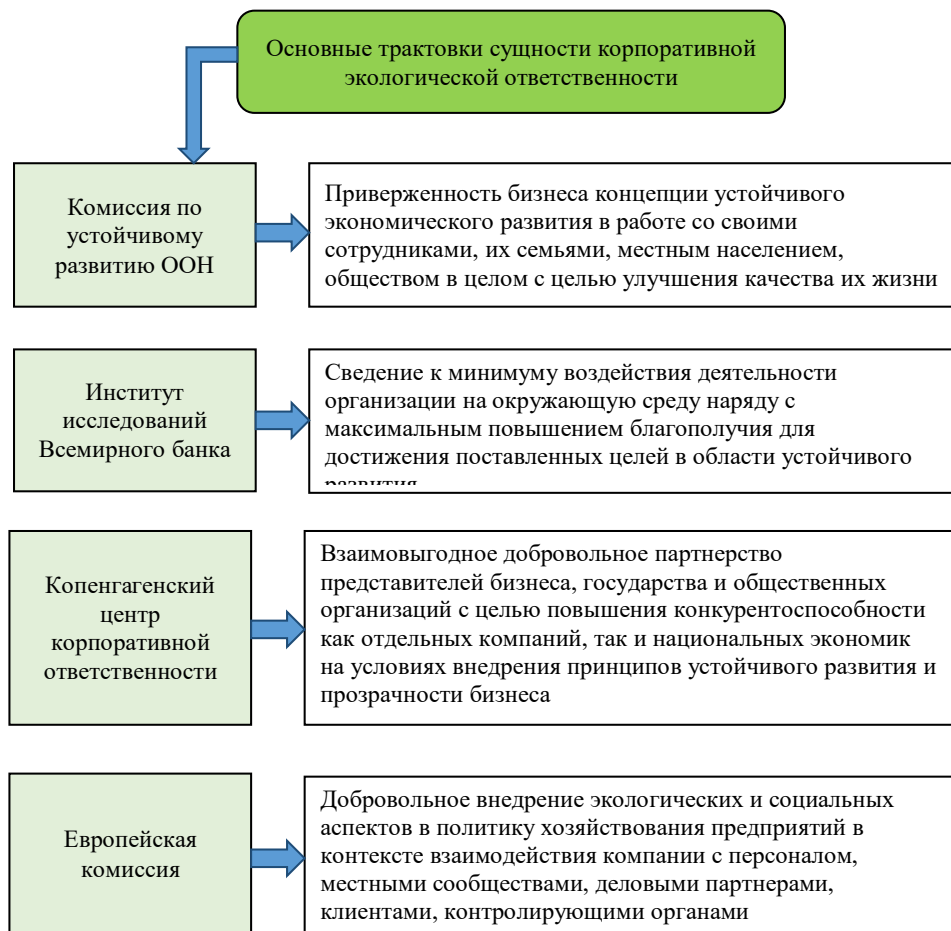 Основные трактовки сущности корпоративной
экологической ответственности
Комиссия по
устойчивому
развитию ООН
Приверженность бизнеса концепции устойчивого
экономического развития в работе со своими
сотрудниками, их семьями, местным населением,
обществом в целом с целью улучшения качества их жизни
Институт
исследований
Всемирного банка
Сведение к минимуму воздействия деятельности
организации на окружающую среду наряду с
максимальным повышением благополучия для
достижения поставленных целей в области устойчивого
развития
Копенгагенский
центр
корпоративной
ответственности
Взаимовыгодное добровольное партнерство
представителей бизнеса, государства и общественных
организаций с целью повышения конкурентоспособности
как отдельных компаний, так и национальных экономик
на условиях внедрения принципов устойчивого развития и
прозрачности бизнеса
Европейская
комиссия
Добровольное внедрение экологических и социальных
аспектов в политику хозяйствования предприятий в
контексте взаимодействия компании с персоналом,
местными сообществами, деловыми партнерами,
клиентами, контролирующими органами